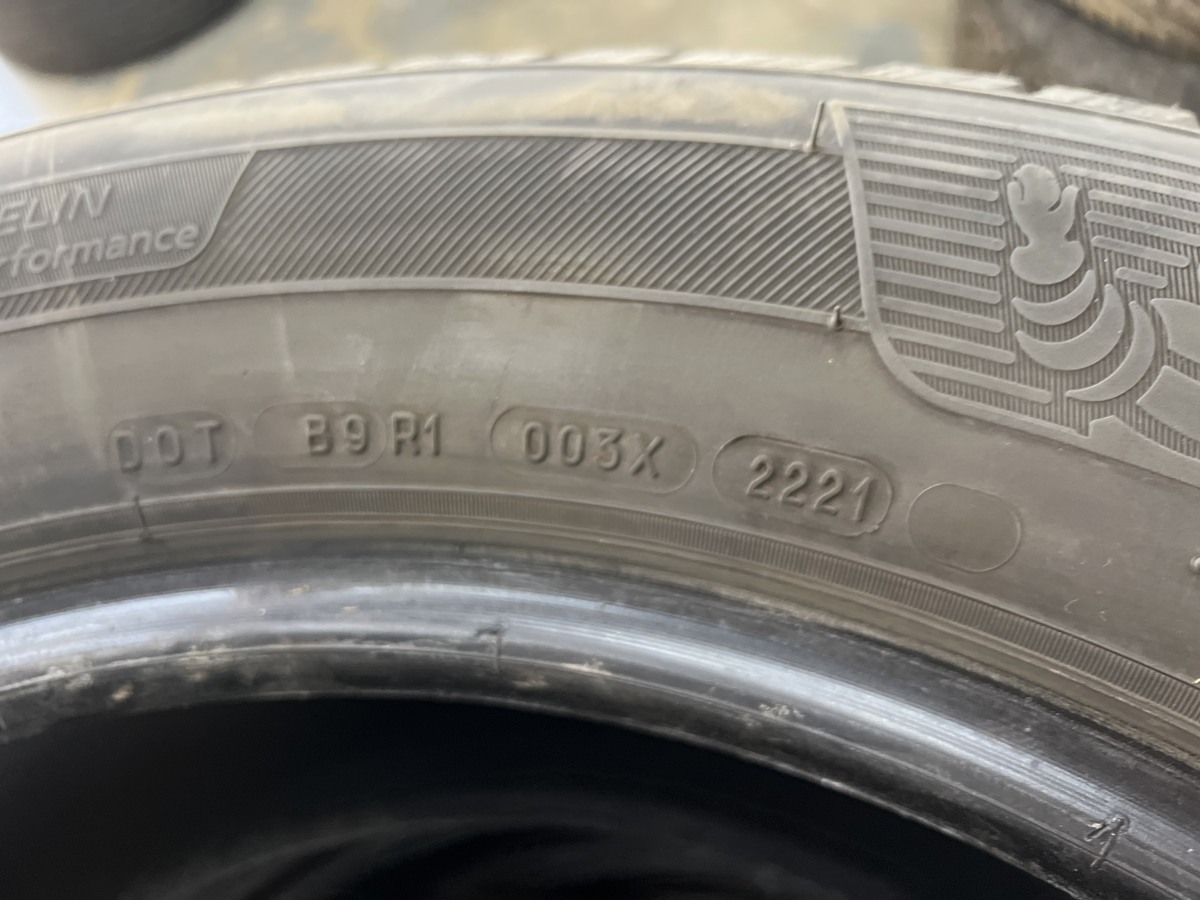 ELIN
rformance
DOT B9R1 003X 2221